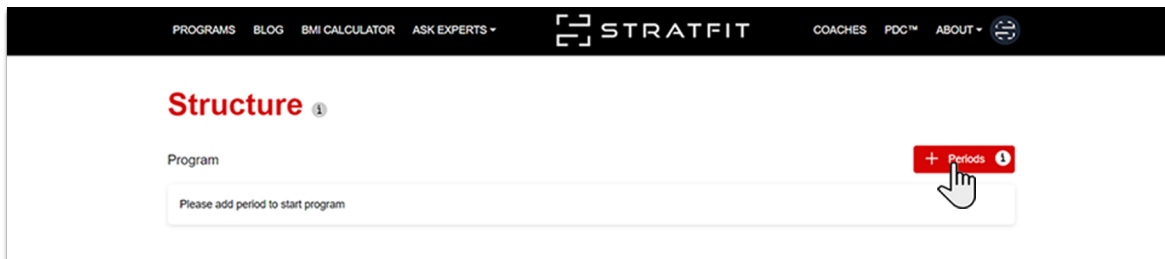 PROGRAMS BLOG BMI CALCULATOR ASK EXPERTS STRATFIT COACHES PDC™ ABOUT
Structure i
Program + Periods i
Please add period to start program